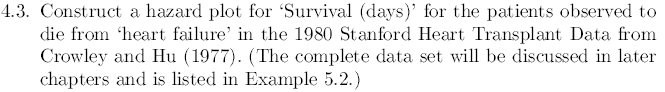 4.3. Construct a hazard plot for ‘Survival (days)’ for the patients observed to
die from ‘heart failure’ in the 1980 Stanford Heart Transplant Data from
Crowley and Hu (1977). (The complete data set will be discussed in later
chapters and is listed in Example 5.2.)